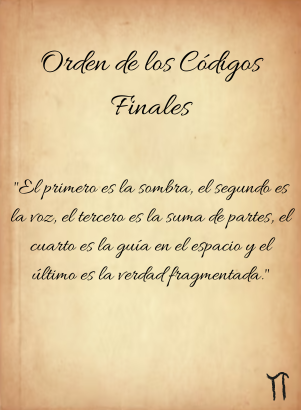 Orden de los Códigos
Finales
"El primero es la sombra, el segundo es
la voz, el tercero es la suma de partes, el
cuarto es la guía en el espacio y el
último es la verdad fragmentada."